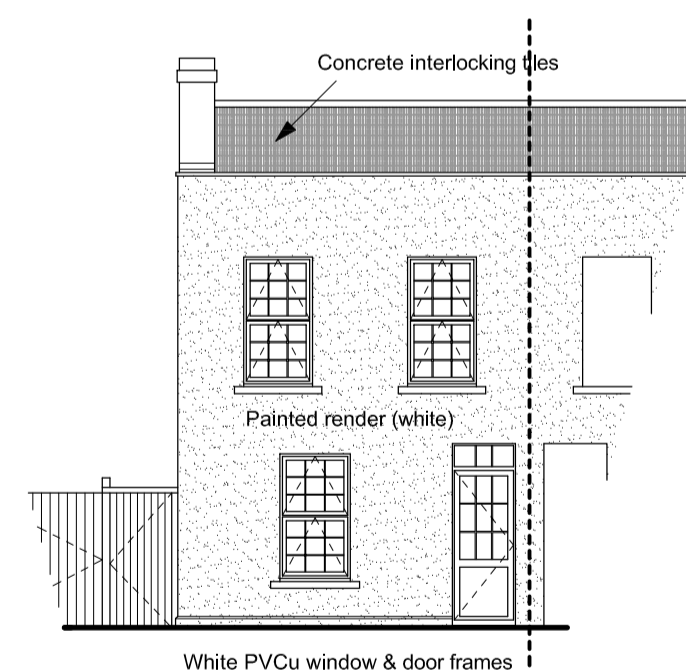 Concrete interlocking tiles
Painted render (white)
White PVCu window & door frames